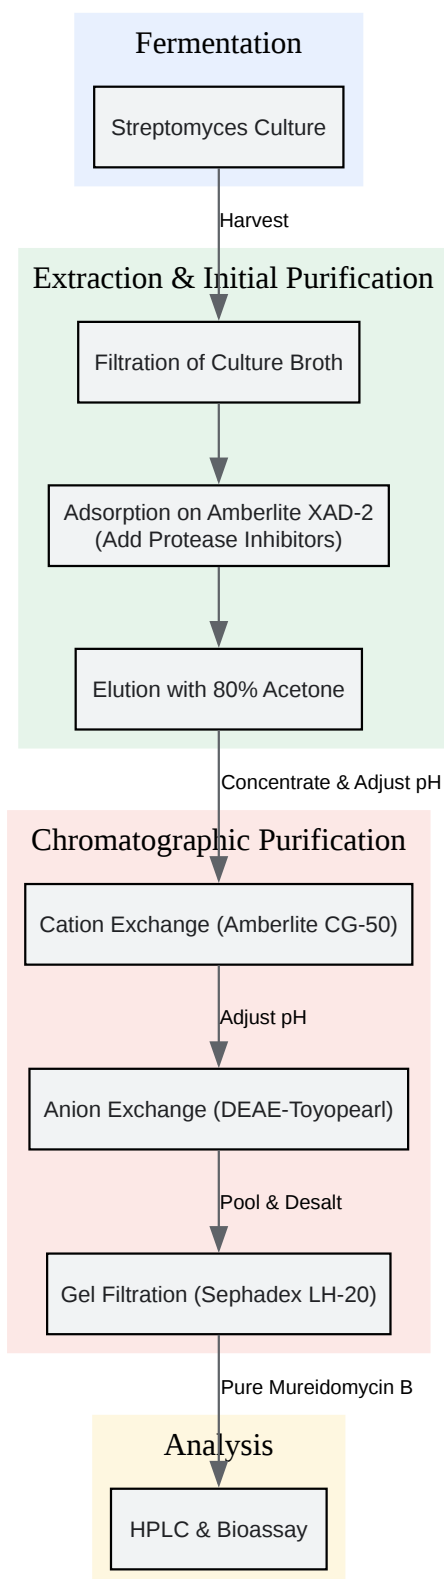 Fermentation
Streptomyces Culture
Harvest
Extraction & Initial Purification
Filtration of Culture Broth
Adsorption on Amberlite XAD-2
(Add Protease Inhibitors)
Elution with 80% Acetone
Concentrate & Adjust pH
Chromatographic Purification
Cation Exchange (Amberlite CG-50)
Adjust pH
Anion Exchange (DEAE-Toyopearl)
Pool & Desalt
Gel Filtration (Sephadex LH-20)
Pure Mureidomycin B
Analysis
HPLC & Bioassay